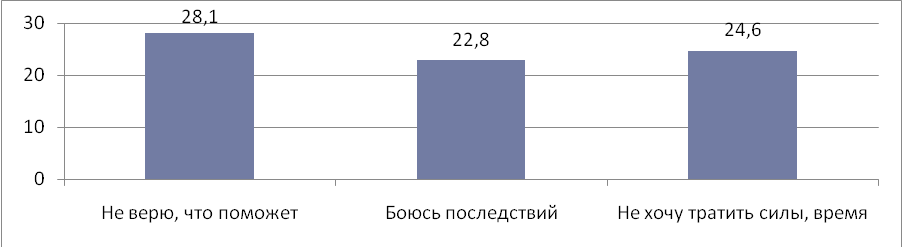 30
20
10
0
28,1
22,8
24,6
Не верю, что поможет
Боюсь последствий
Не хочу тратить силы, время